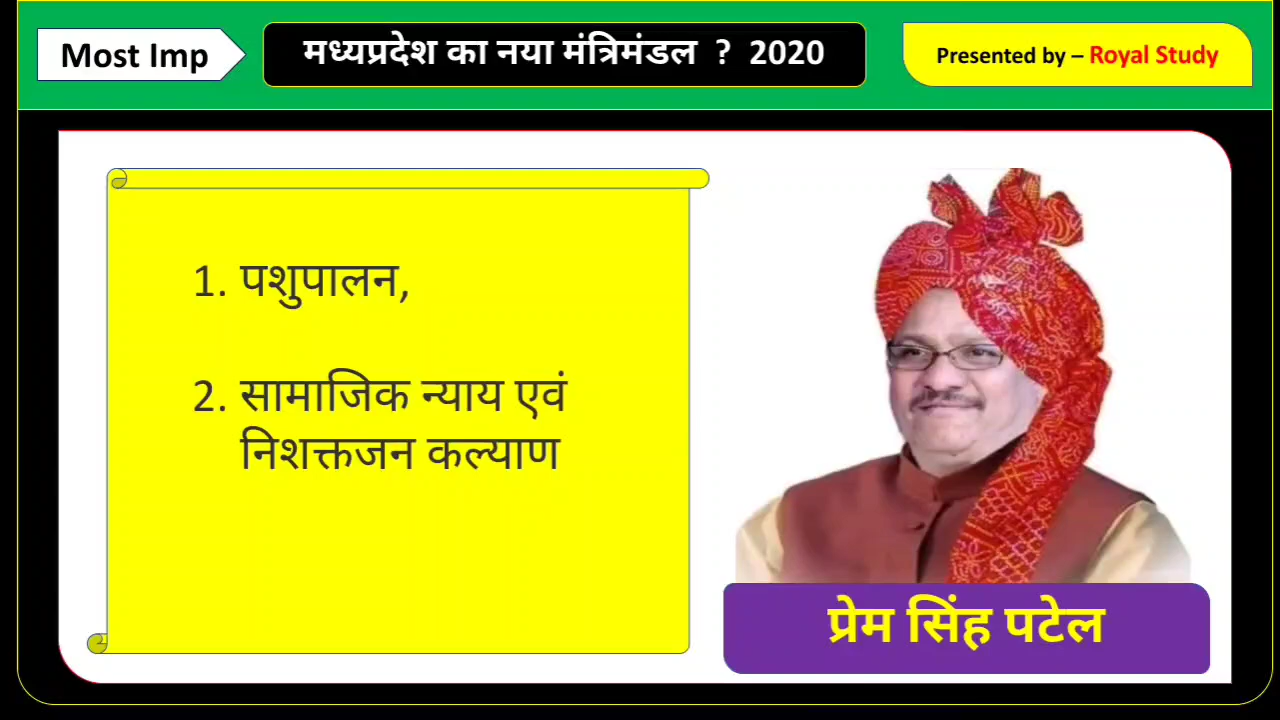 Most Imp
मध्यप्रदेश का नया मंत्रिमंडल ? 2020
Presented by – Royal Study
1. पशुपालन,
2. सामाजिक न्याय एवं
निशक्तजन कल्याण
प्रेम सिंह पटेल